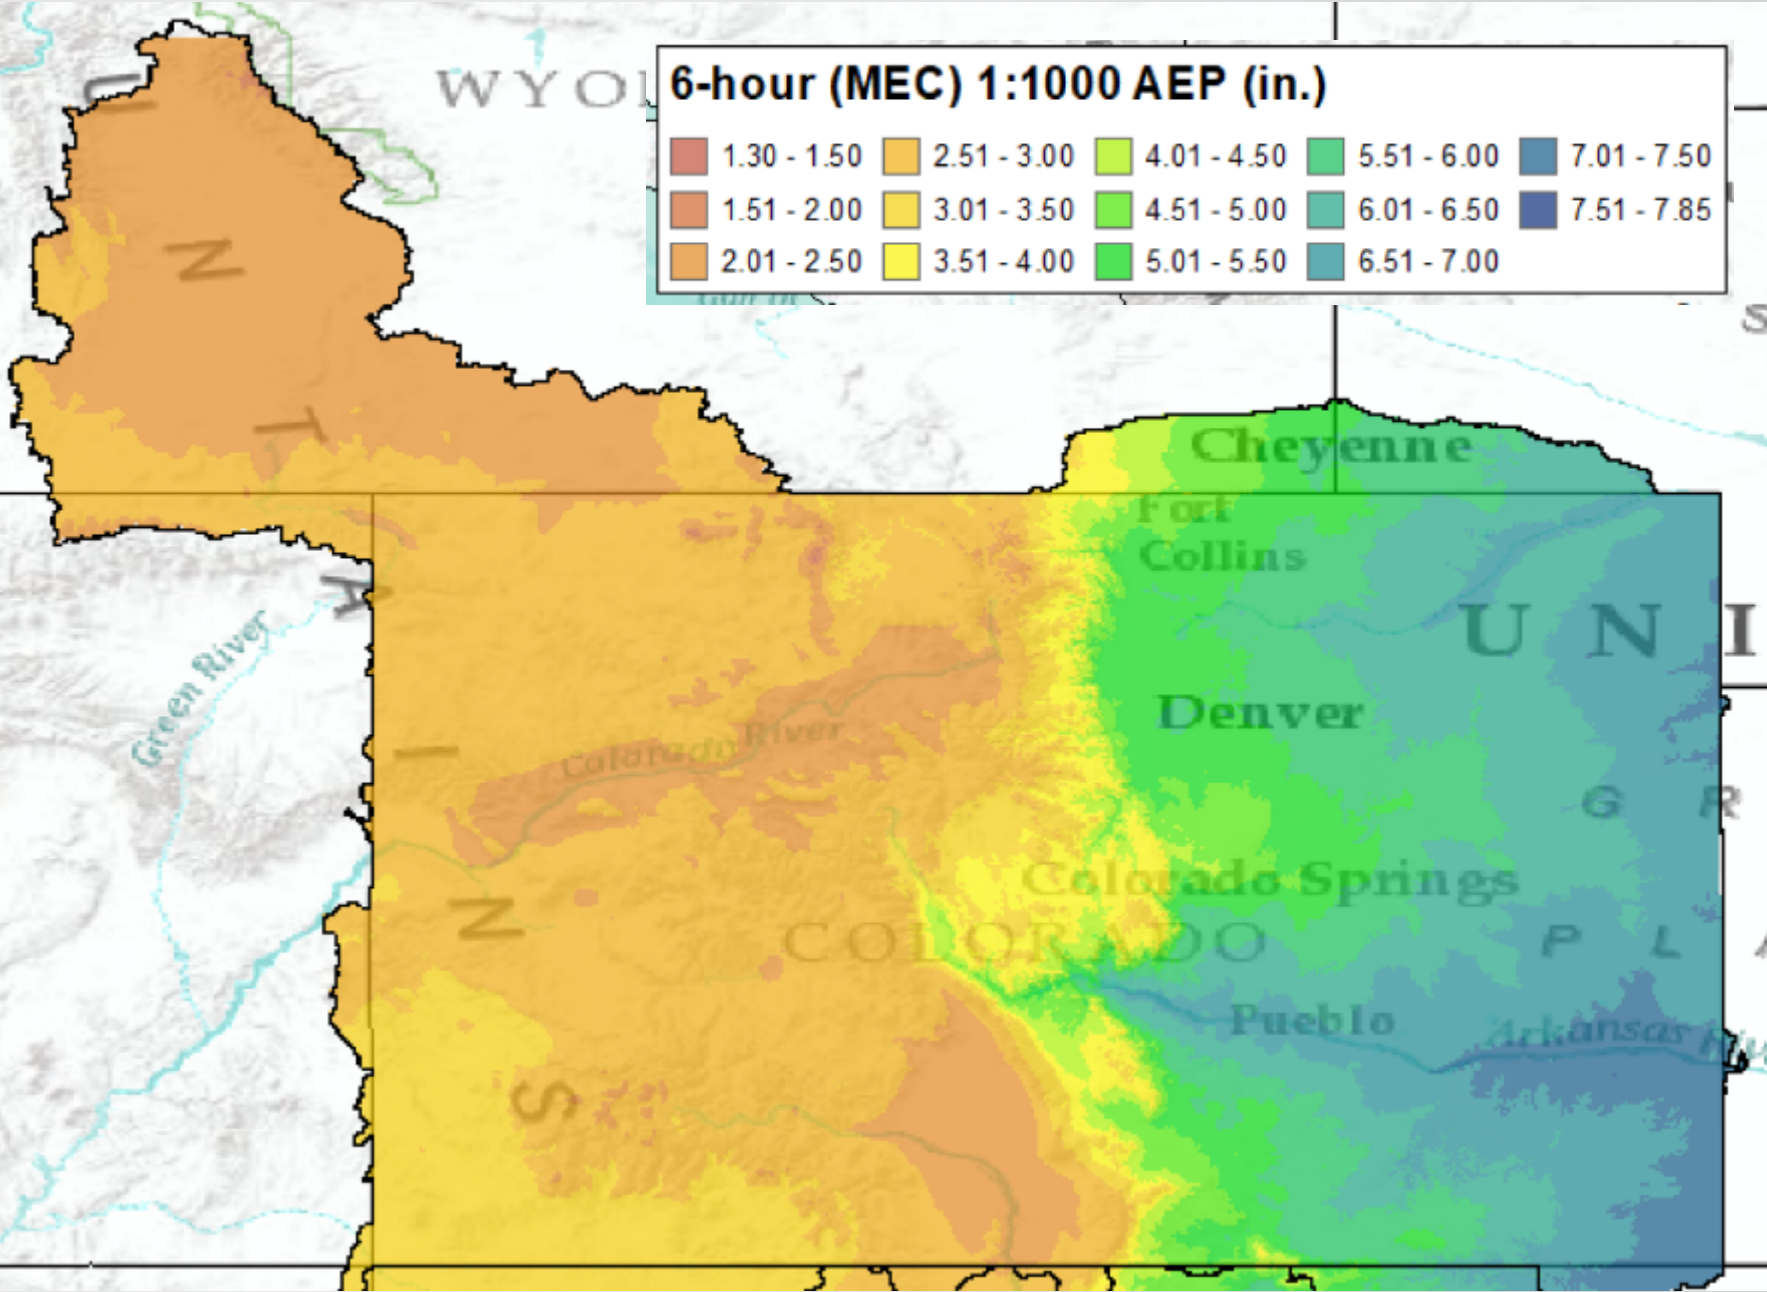 WYO
6-hour (MEC) 1:1000 AEP (in.)
1.30 - 1.50
2.51 - 3.00
4.01 - 4.50
5.51 - 6.00
7.01 - 7.50
1.51 - 2.00
3.01 - 3.50
4.51 - 5.00
6.01 - 6.50
7.51 - 7.85
2.01 - 2.50
3.51 - 4.00
5.01 - 5.50
6.51 - 7.00
U
N
T
A
I
N
S
S
Cheyenne
Fort
Collins
U N I
Green River
Denver
Colorado River
G R
Colorado Springs
COLORADO
P L A
Pueblo
Arkansas